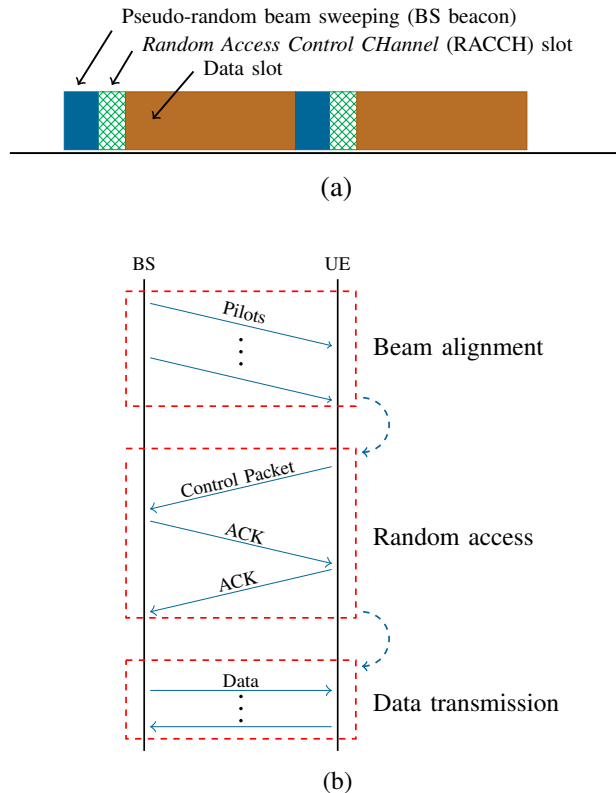 Pseudo-random beam sweeping (BS beacon)
Random Access Control CHannel (RACCH) slot
Data slot
(a)
BS UE
Pilots
Beam alignment
Control Packet
ACK
Random access
ACK
Data
Data transmission
(b)